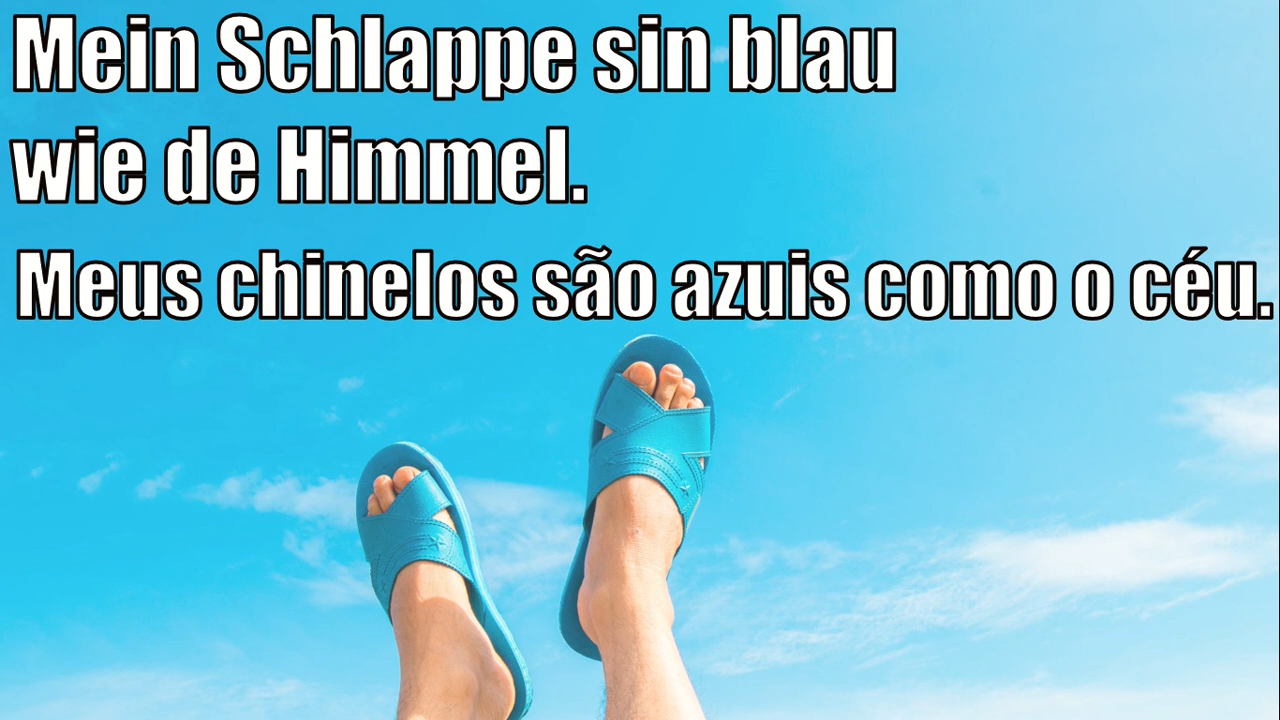 Mein Schlappe sin blau
wie de Himmel.
Meus chinelos são azuis como o céu.